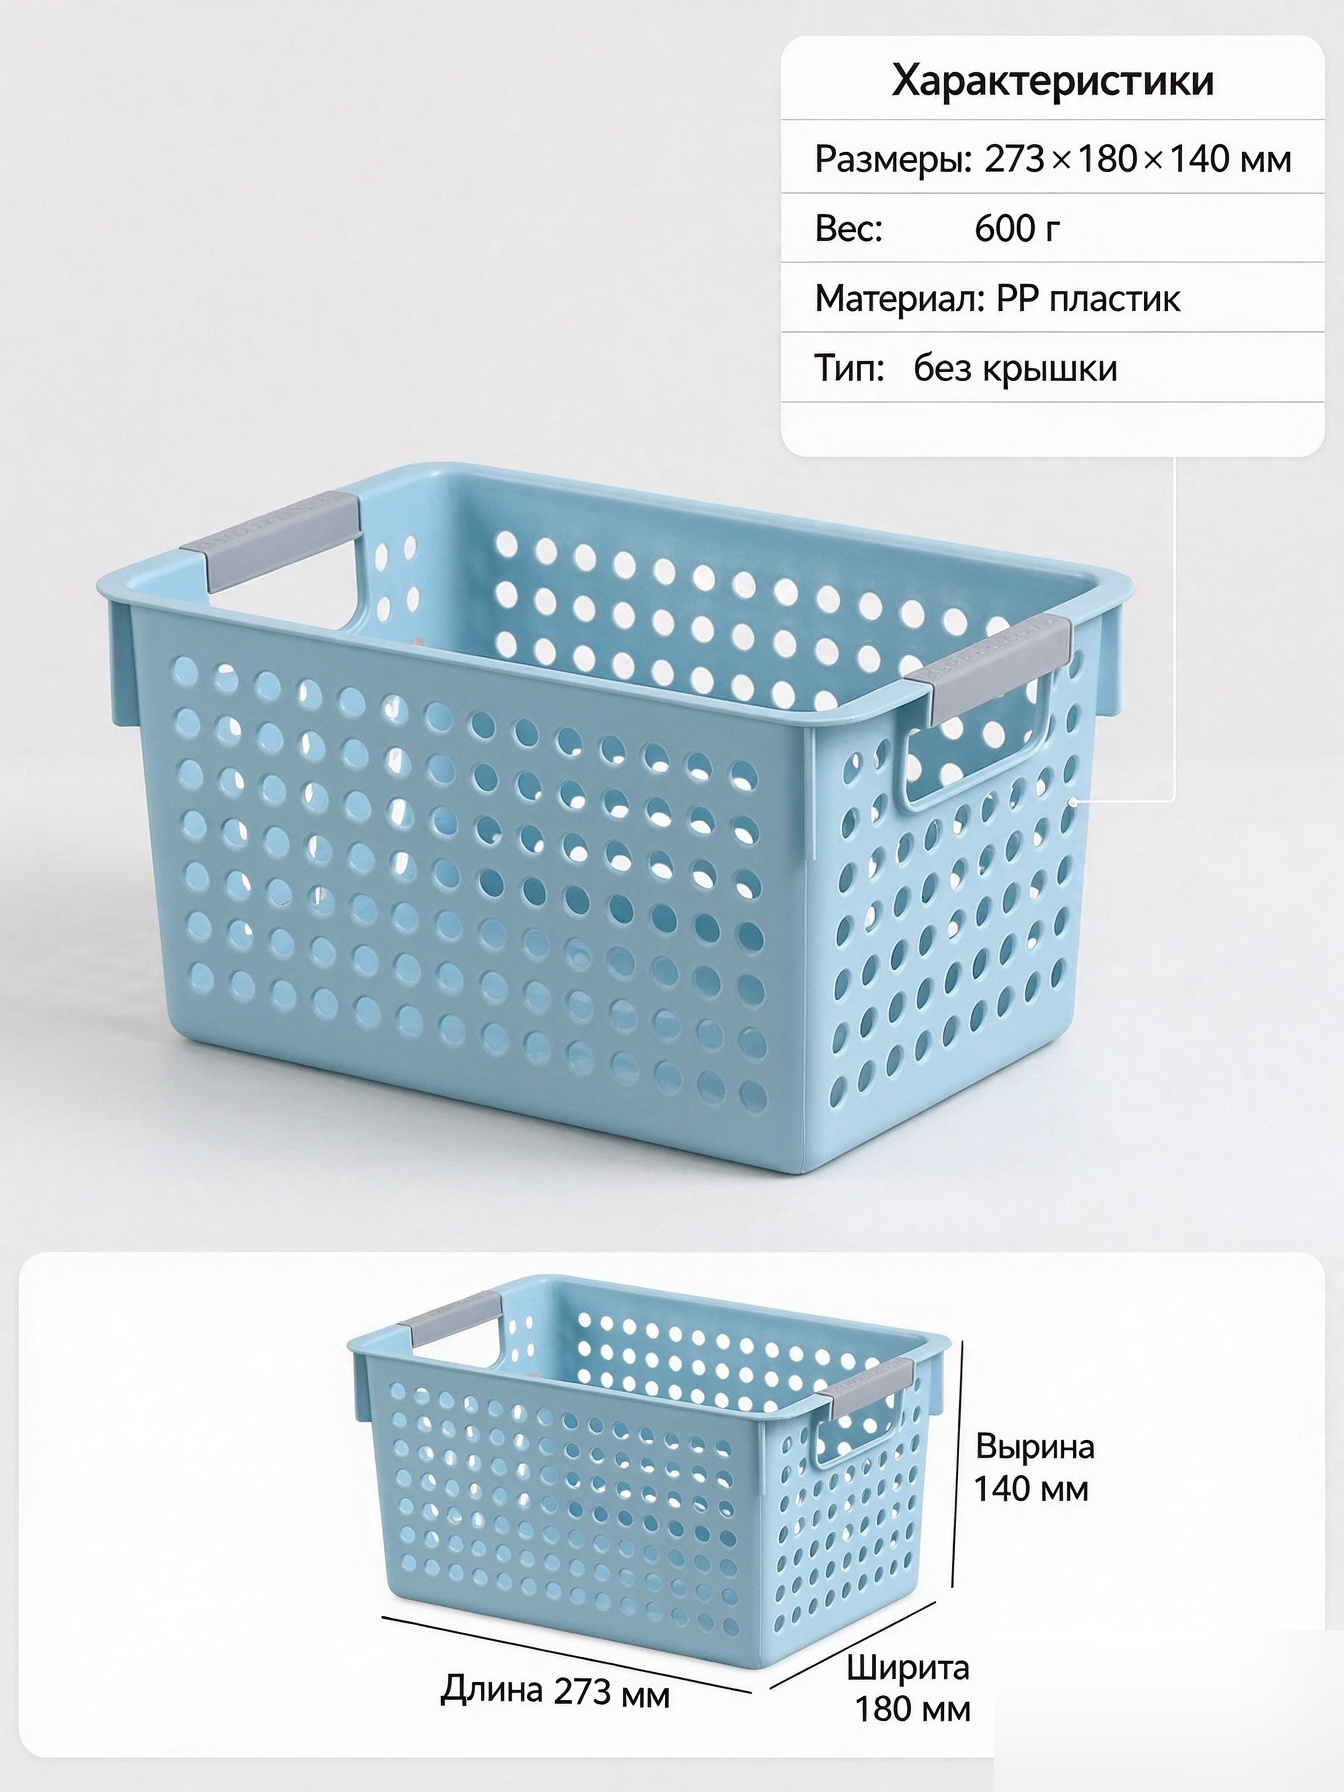 Характеристики
Размеры: 273×180×140 мм
Вес: 600 г
Материал: PP пластик
Тип: без крышки
Вырина
140 мм
Длина 273 мм
Ширита
180 мм